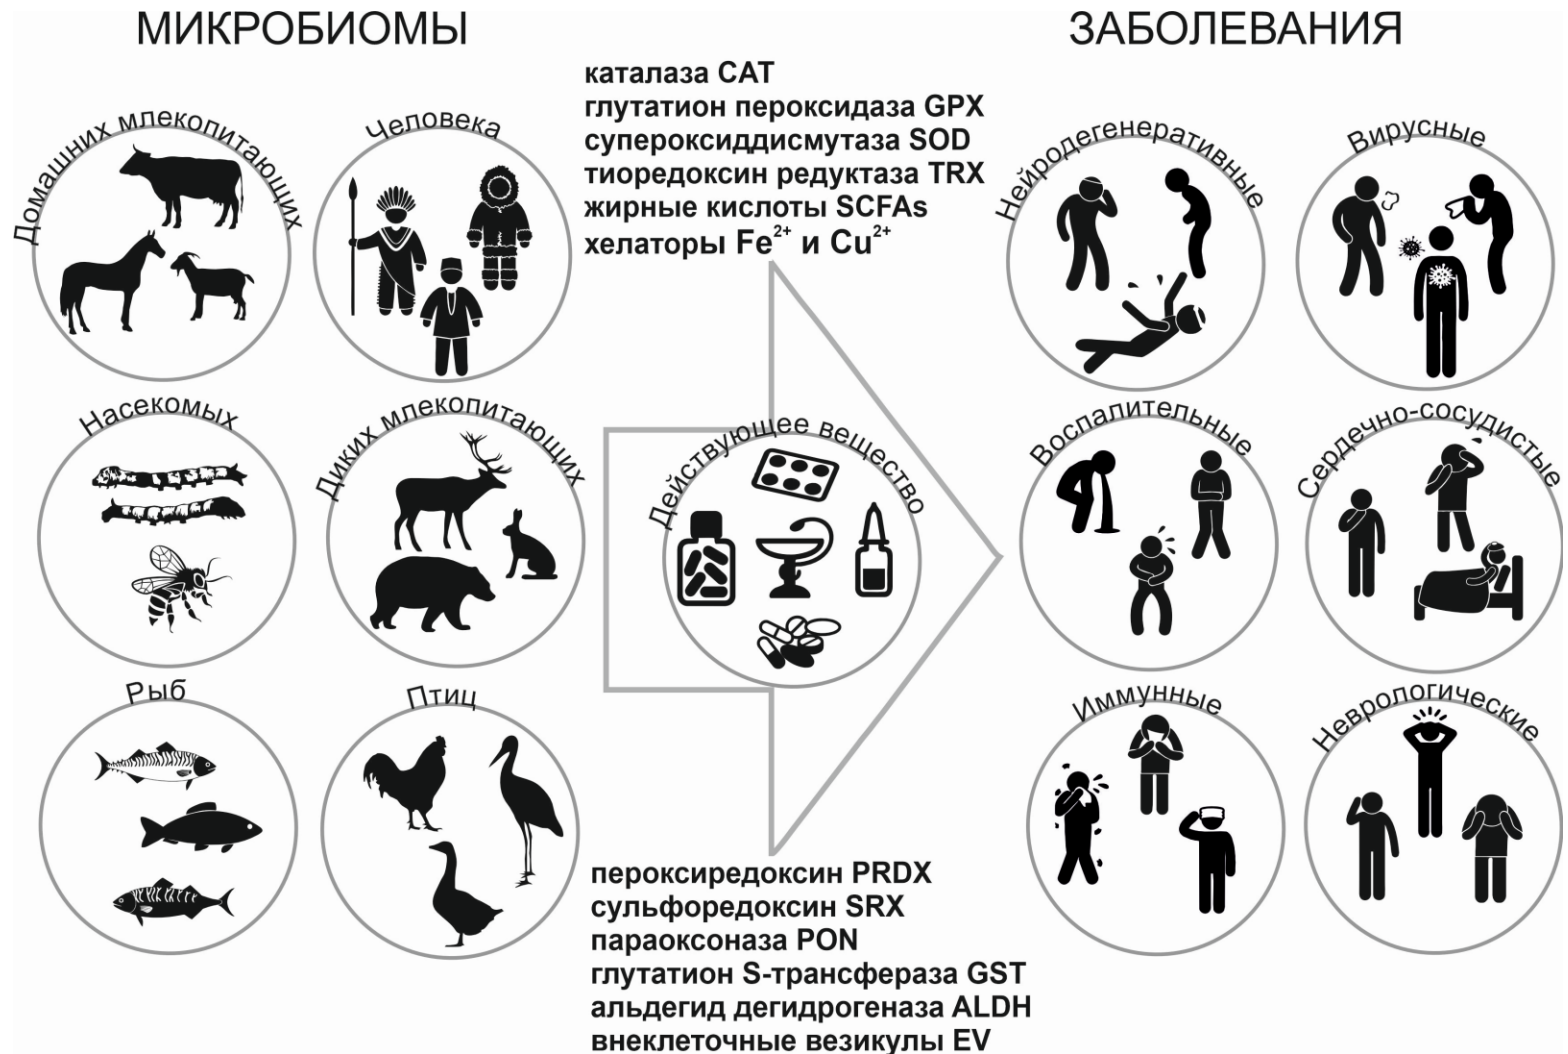 МИКРОБИОМЫ
ЗАБОЛЕВАНИЯ
Домашних млекопитающих
Человека
каталаза CAT
глутатион пероксидаза GPX
супероксиддисмутаза SOD
тиоредоксин редуктаза TRX
жирные кислоты SCFAs
хелаторы Fe²⁺ и Cu²⁺
Нейродегенеративные
Вирусные
Насекомых
Диких млекопитающих
Действующее вещество
Воспалительные
Сердечно-сосудистые
Рыб
Птиц
Иммунные
Неврологические
пероксиредоксин PRDX
сульфоредоксин SRX
параоксоназа PON
глутатион S-трансфераза GST
альдегид дегидрогеназа ALDH
внеклеточные везикулы EV